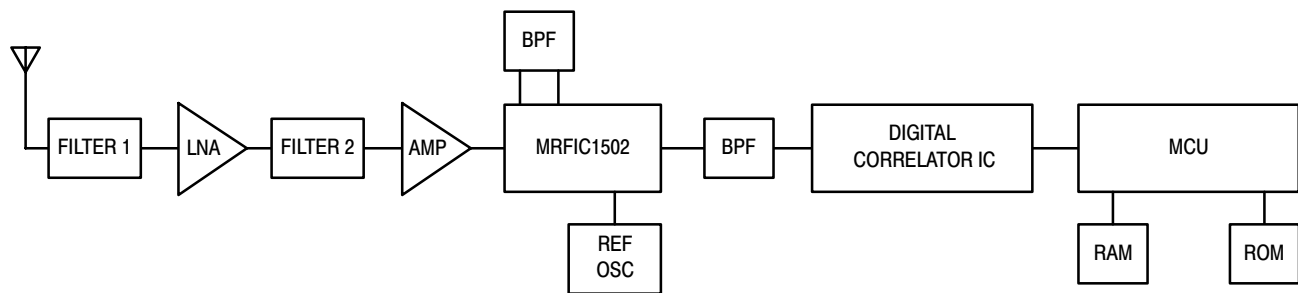 BPF
FILTER 1
LNA
FILTER 2
AMP
MRFIC1502
BPF
DIGITAL
CORRELATOR IC
MCU
REF
OSC
RAM
ROM